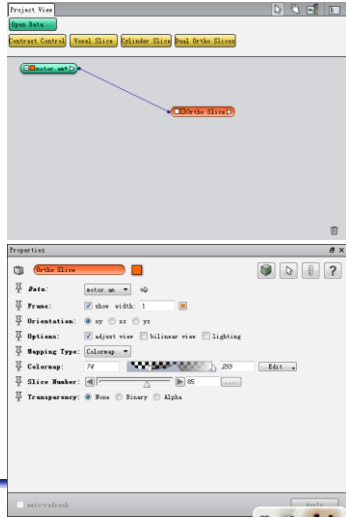 Project View
Open Data...
Contrast Control Voxel Slice Cylinder Slice Dual Ortho Slices
motor.am*
Ortho Slice
Properties
Ortho Slice
?
Data: motor.am
Frame: show width: 1
Orientation: xy xz yz
Options: adjust view bilinear view lighting
Mapping Type: Colormap
Colormap: 74 255 Edit
Slice Number: 85 ...
Transparency: None Binary Alpha
auto-refresh Apply